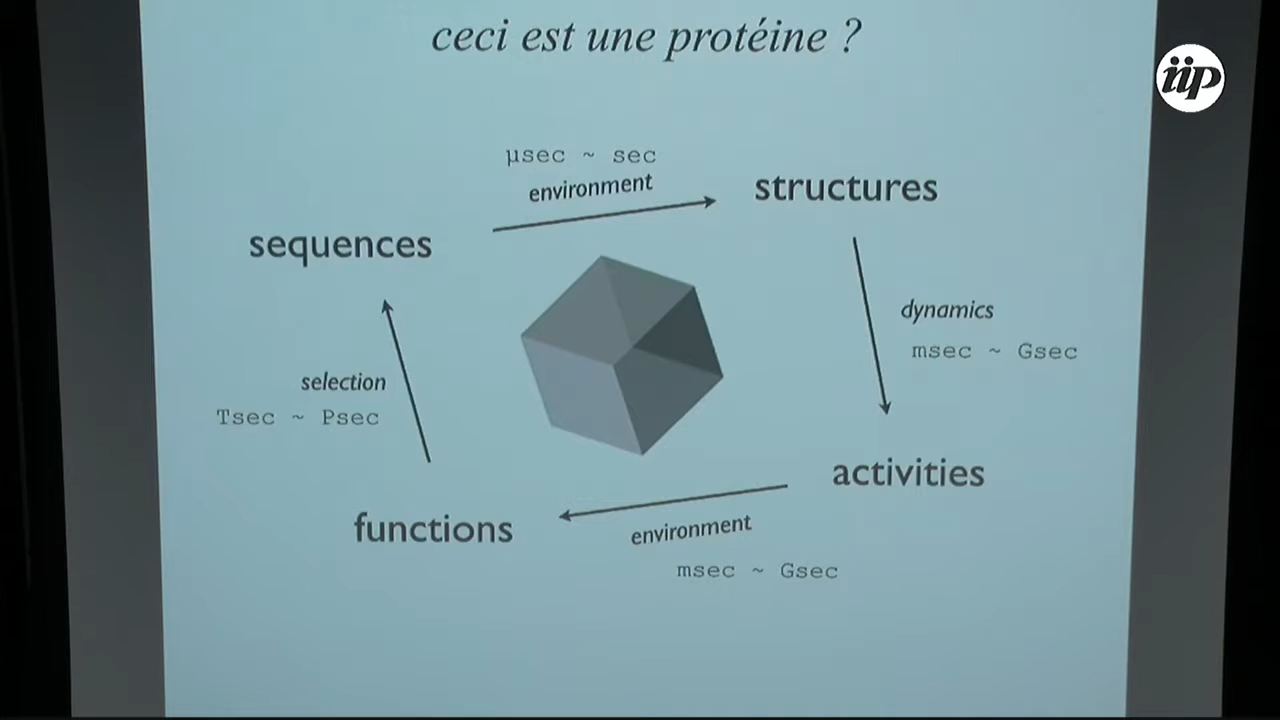 ceci est une protéine ?
iip
µsec ~ sec
environment
structures
sequences
dynamics
msec ~ Gsec
selection
Tsec ~ Psec
activities
functions
environment
msec ~ Gsec